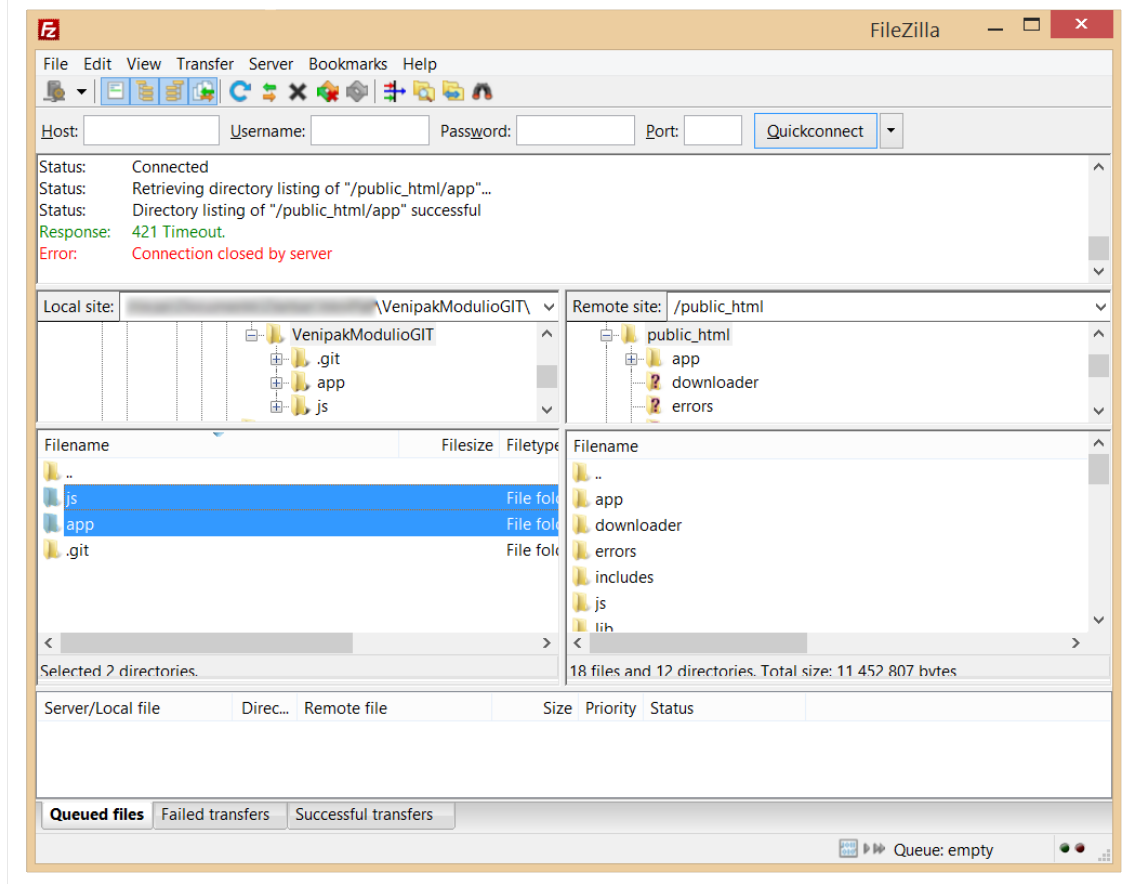 FileZilla
File Edit View Transfer Server Bookmarks Help
Host: Username: Password: Port: Quickconnect
Status: Connected
Status: Retrieving directory listing of "/public_html/app"...
Status: Directory listing of "/public_html/app" successful
Response: 421 Timeout.
Error: Connection closed by server
Local site: \VenipakModulioGIT\
VenipakModulioGIT
.git
app
js
Remote site: /public_html
public_html
app
downloader
errors
Filename Filesize Filetype
..
js File fold
app File fold
.git File fold
Selected 2 directories.
Filename
..
app
downloader
errors
includes
js
lib
18 files and 12 directories. Total size: 11 452 807 bytes
Server/Local file Direc... Remote file Size Priority Status
Queued files Failed transfers Successful transfers
Queue: empty